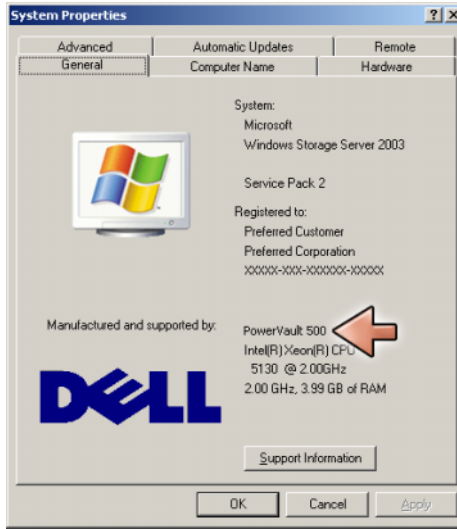 System Properties
Advanced
Automatic Updates
Remote
General
Computer Name
Hardware
System:
Microsoft
Windows Storage Server 2003
Service Pack 2
Registered to:
Preferred Customer
Preferred Corporation
XXXXX-XXX-XXXXXX-XXXXX
Manufactured and supported by:
DELL
PowerVault 500
Intel(R) Xeon(R) CPU
5130 @ 2.00GHz
2.00 GHz, 3.99 GB of RAM
Support Information
OK
Cancel
Apply